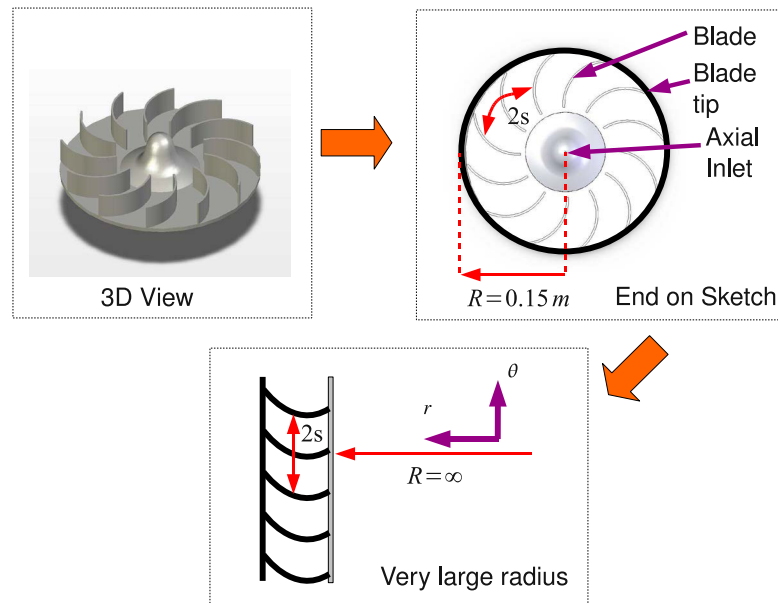 3D View
Blade
Blade
tip
Axial
Inlet
2s
R=0.15 m
End on Sketch
2s
r
θ
R=∞
Very large radius